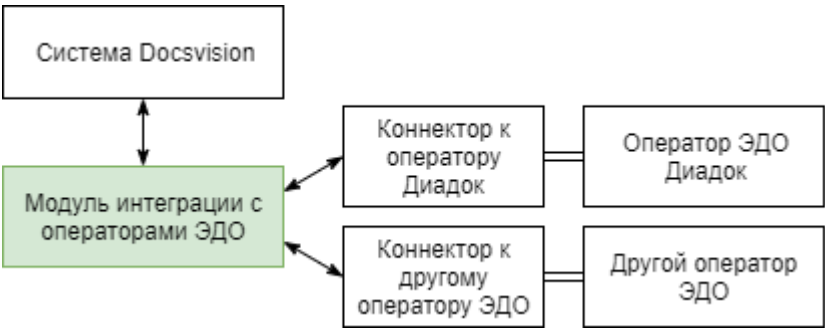 Система Docsvision
Модуль интеграции с
операторами ЭДО
Коннектор к
оператору
Диадок
Оператор ЭДО
Диадок
Коннектор к
другому
оператору ЭДО
Другой оператор
ЭДО